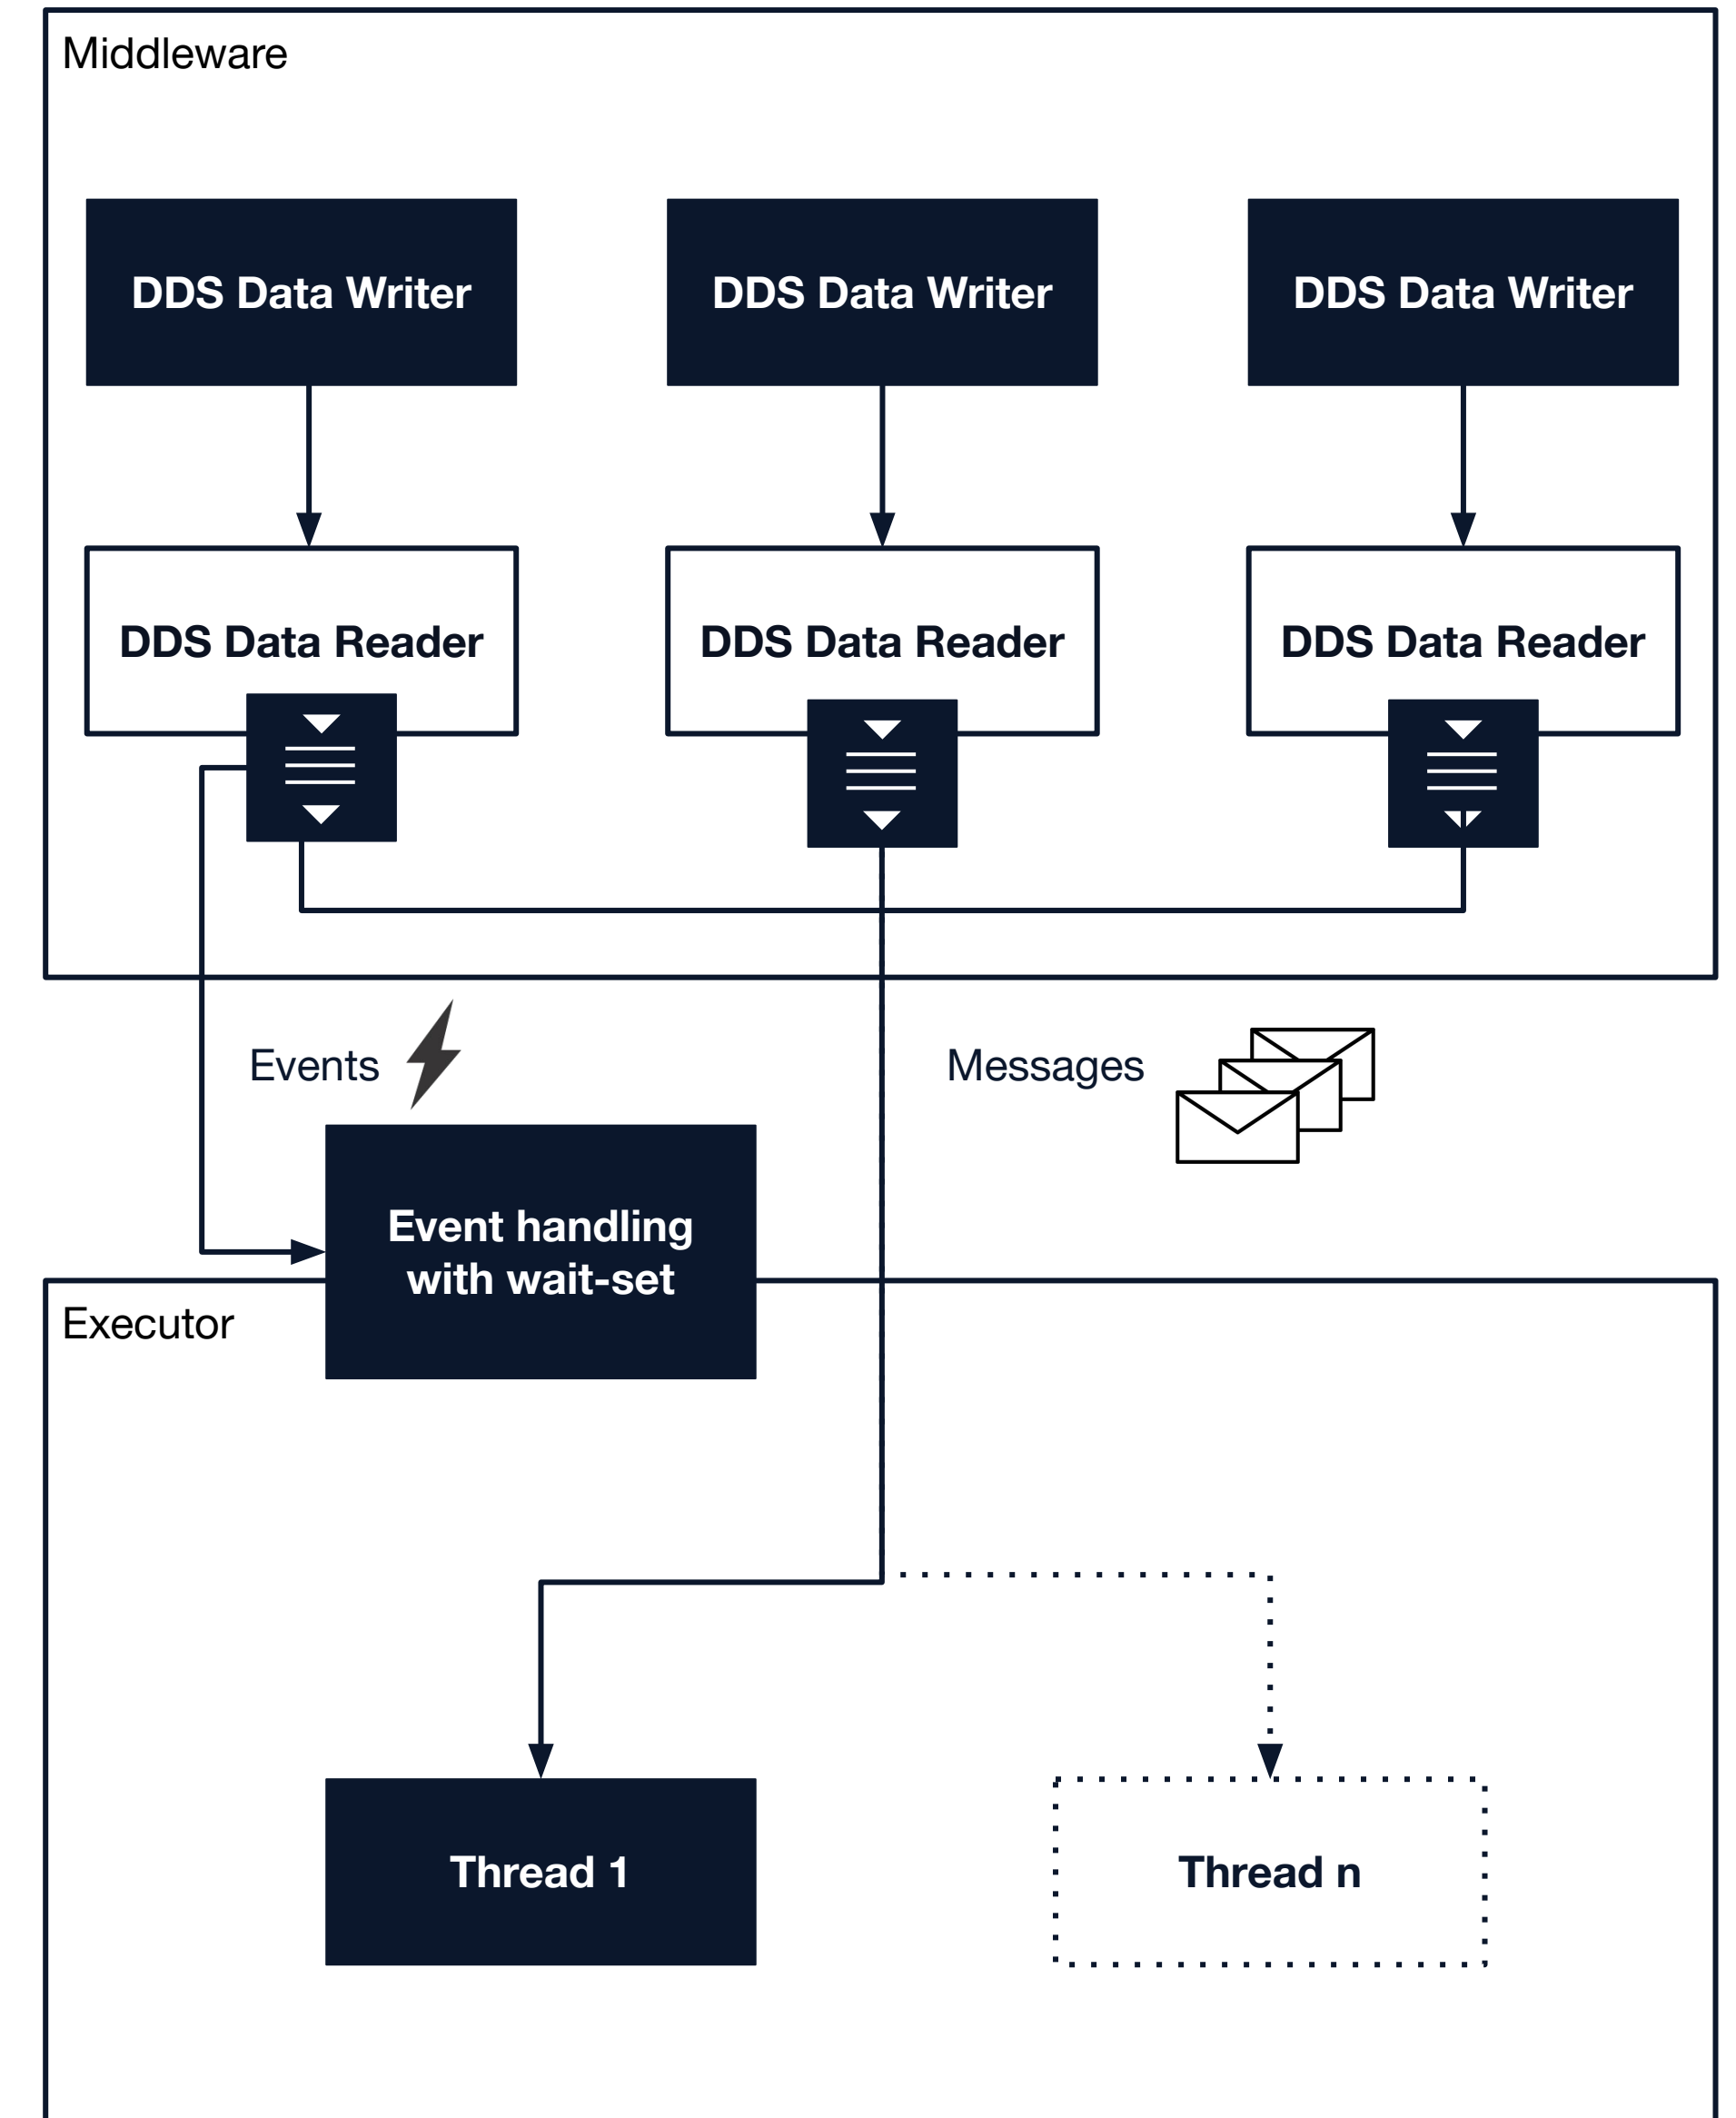 Middleware
DDS Data Writer
DDS Data Writer
DDS Data Writer
DDS Data Reader
DDS Data Reader
DDS Data Reader
Events
Messages
Event handling
with wait-set
Executor
Thread 1
Thread n